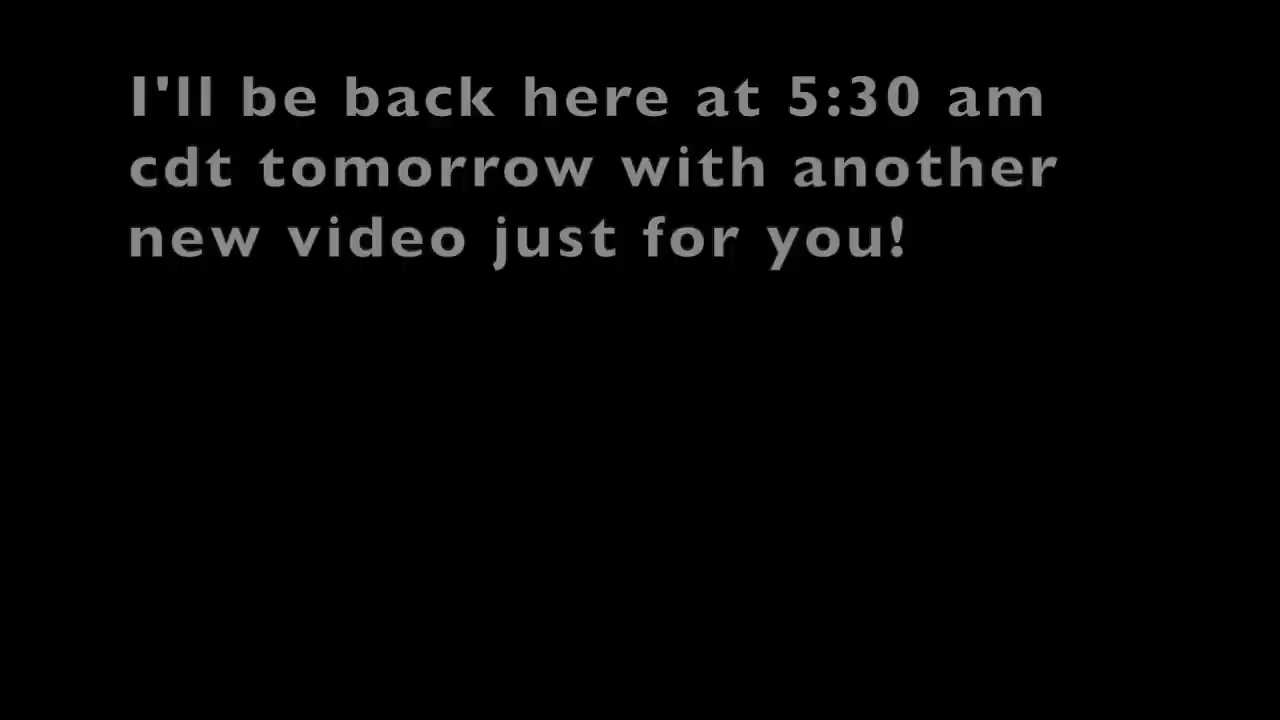 I'll be back here at 5:30 am
cdt tomorrow with another
new video just for you!